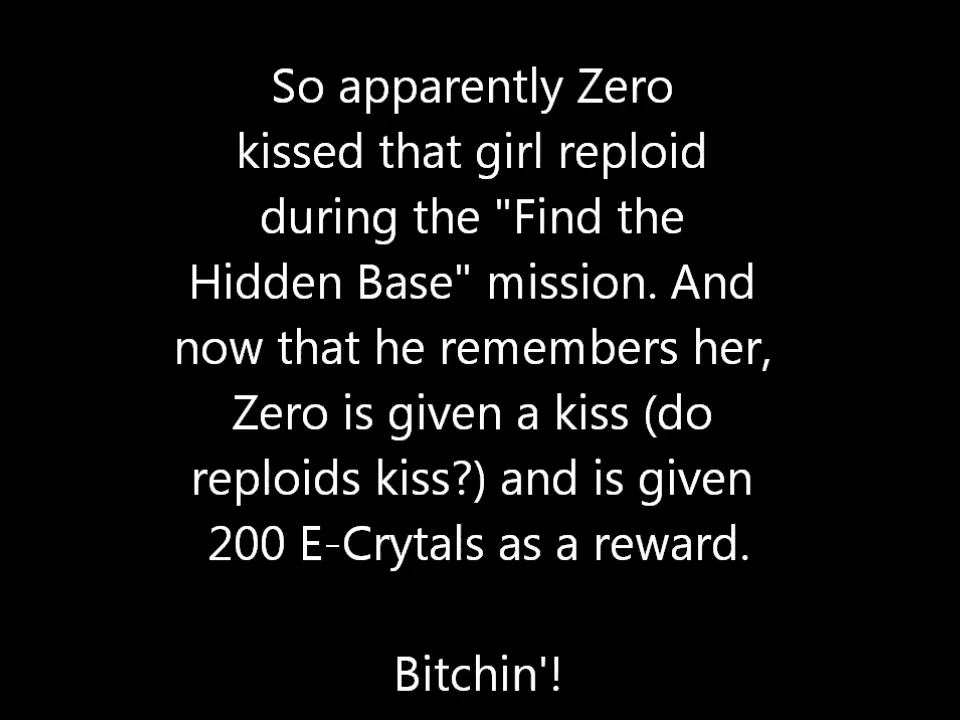 So apparently Zero
kissed that girl reploid
during the "Find the
Hidden Base" mission. And
now that he remembers her,
Zero is given a kiss (do
reploids kiss?) and is given
200 E-Crytals as a reward.
Bitchin'!